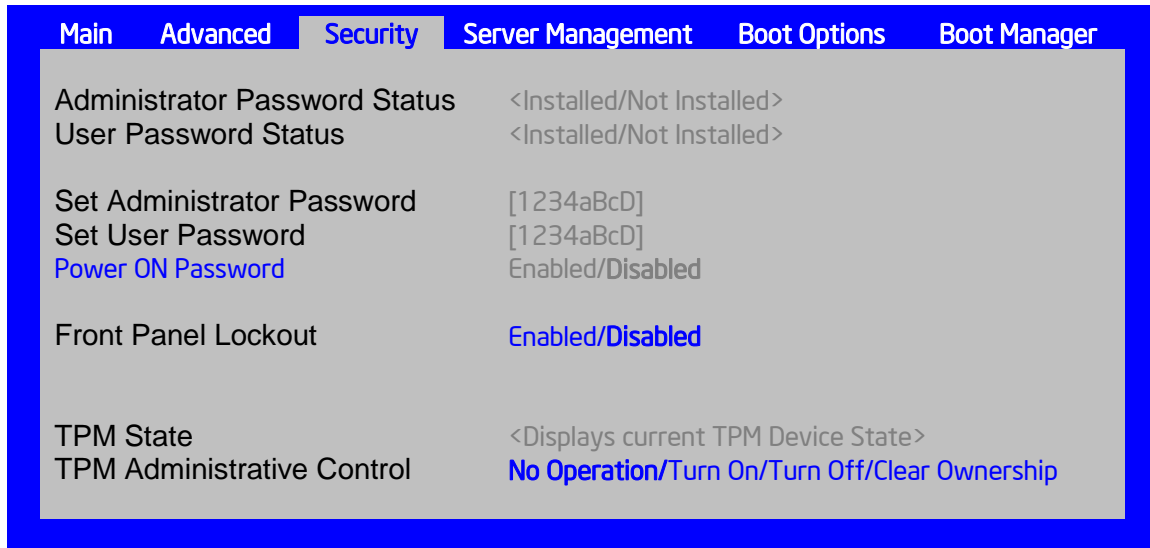 Main Advanced Security Server Management Boot Options Boot Manager
Administrator Password Status <Installed/Not Installed>
User Password Status <Installed/Not Installed>
Set Administrator Password [1234aBcD]
Set User Password [1234aBcD]
Power ON Password Enabled/Disabled
Front Panel Lockout Enabled/Disabled
TPM State <Displays current TPM Device State>
TPM Administrative Control No Operation/Turn On/Turn Off/Clear Ownership